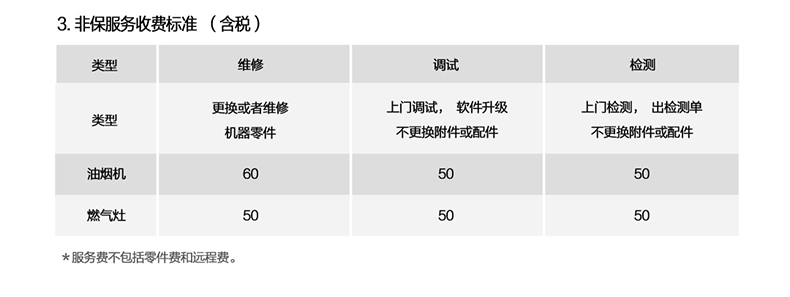 3. 非保服务收费标准 （含税）
类型 维修 调试 检测
类型 更换或者维修 机器零件 上门调试， 软件升级 不更换附件或配件 上门检测， 出检测单 不更换附件或配件
油烟机 60 50 50
燃气灶 50 50 50
*服务费不包括零件费和远程费。